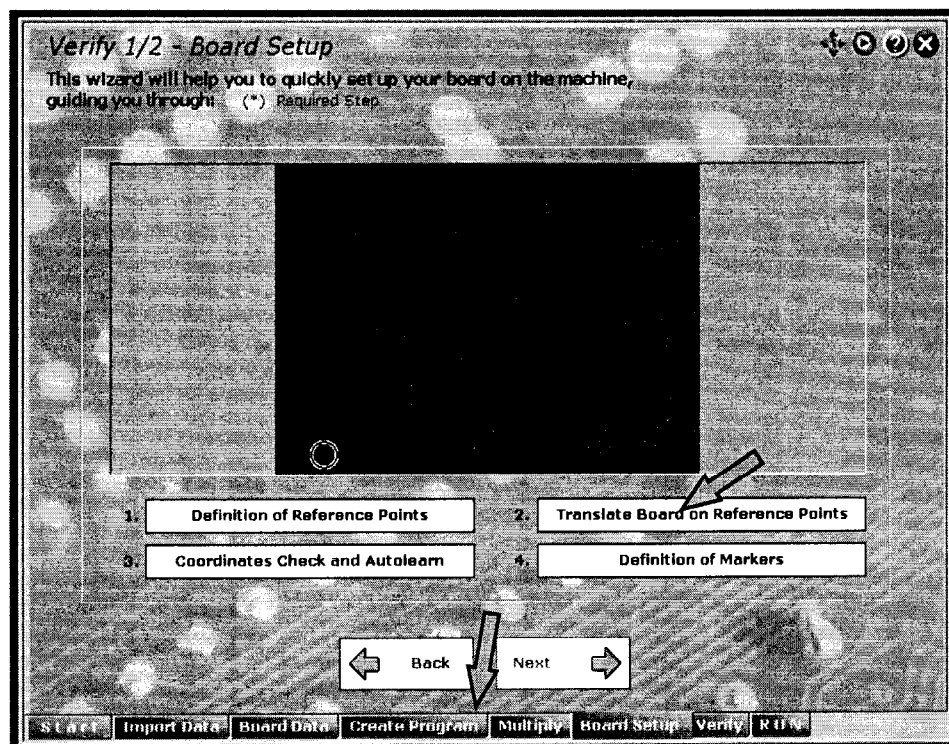 Verify 1/2 - Board Setup
This wizard will help you to quickly set up your board on the machine,
guiding you through: (*) Required Step
1. Definition of Reference Points
2. Translate Board on Reference Points
3. Coordinates Check and Autolearn
4. Definition of Markers
Back
Next
Start Import Data Board Data Create Program Multiply Board Setup Verify RUN